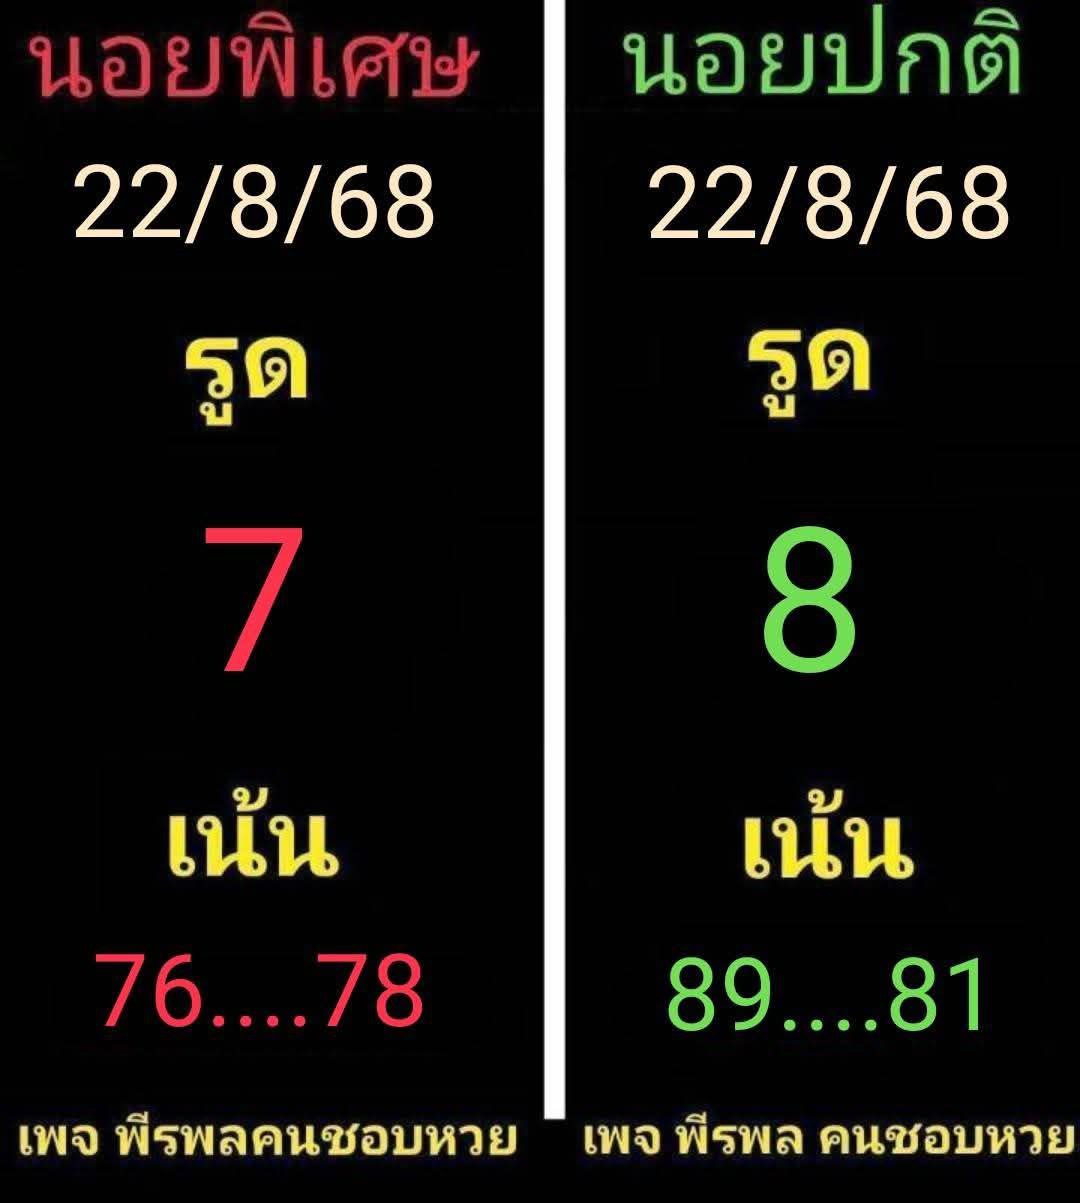 นอยพิเศษ
22/8/68
รูด
7
เน้น
76....78
เพจ พีรพลคนชอบหวย
นอยปกติ
22/8/68
รูด
8
เน้น
89....81
เพจ พีรพล คนชอบหวย